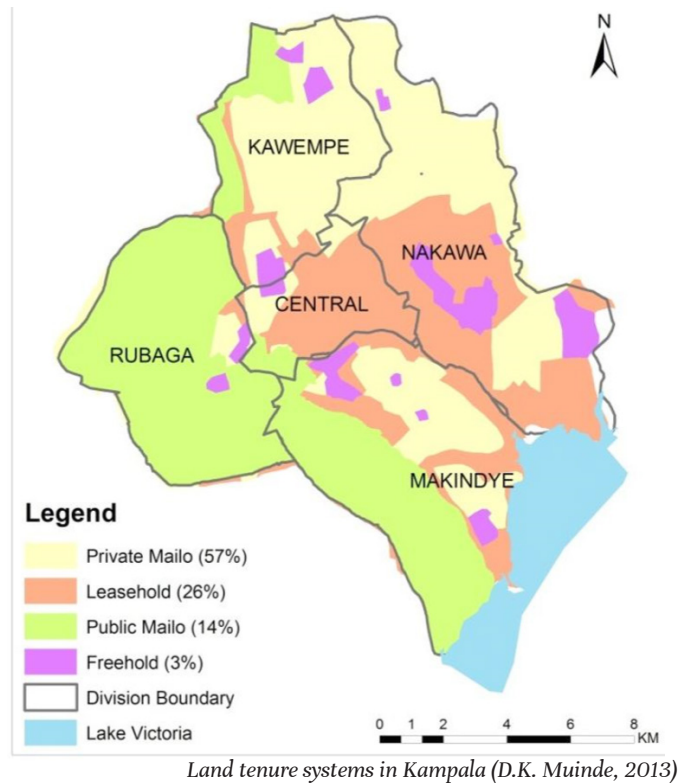 N
KAWEMPE
NAKAWA
CENTRAL
RUBAGA
MAKINDYE
Legend
Private Mailo (57%)
Leasehold (26%)
Public Mailo (14%)
Freehold (3%)
Division Boundary
Lake Victoria
0 1 2 4 6 8
KM
Land tenure systems in Kampala (D.K. Muinde, 2013)